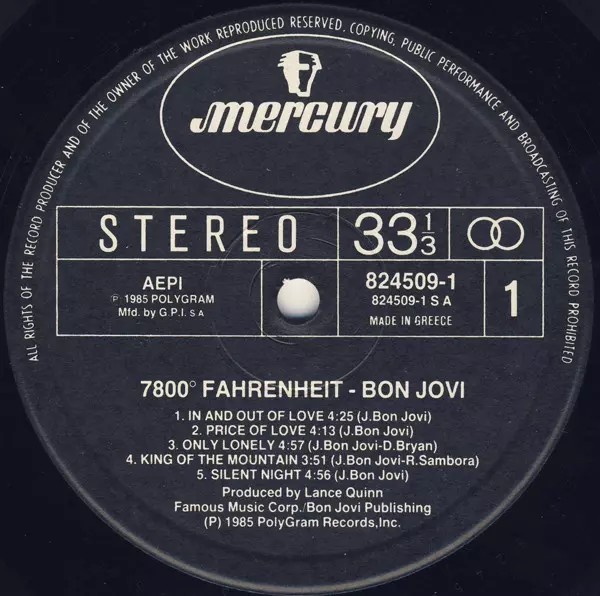 ALL RIGHTS OF THE RECORD PRODUCER AND OF THE OWNER OF THE WORK REPRODUCED RESERVED. COPYING, PUBLIC PERFORMANCE AND BROADCASTING OF THIS RECORD PROHIBITED
mercury
STEREO
33 1/3
AEPI
℗ 1985 POLYGRAM
Mfd. by G.P.I. S A
824509-1
824509-1 S A
MADE IN GREECE
1
7800° FAHRENHEIT - BON JOVI
1. IN AND OUT OF LOVE 4:25 (J.Bon Jovi)
2. PRICE OF LOVE 4:13 (J.Bon Jovi)
3. ONLY LONELY 4:57 (J.Bon Jovi-D.Bryan)
4. KING OF THE MOUNTAIN 3:51 (J.Bon Jovi-R.Sambora)
5. SILENT NIGHT 4:56 (J.Bon Jovi)
Produced by Lance Quinn
Famous Music Corp./Bon Jovi Publishing
(P) 1985 PolyGram Records,Inc.